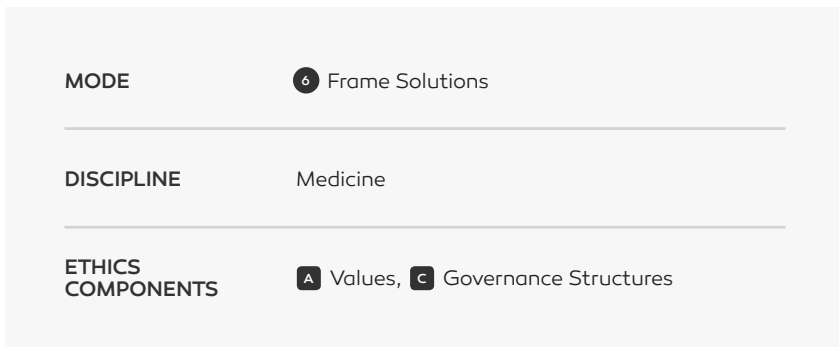 MODE 6 Frame Solutions
DISCIPLINE Medicine
ETHICS
COMPONENTS A Values, C Governance Structures